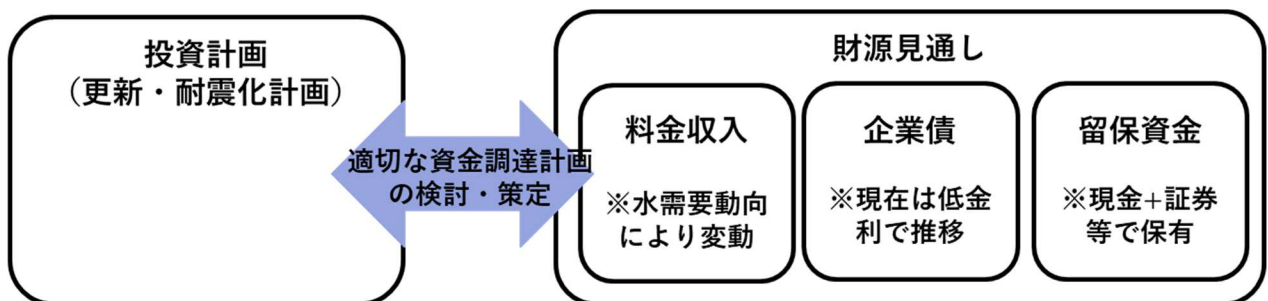 投資計画
（更新・耐震化計画）
適切な資金調達計画
の検討・策定
財源見通し
料金収入
※水需要動向
により変動
企業債
※現在は低金
利で推移
留保資金
※現金+証券
等で保有